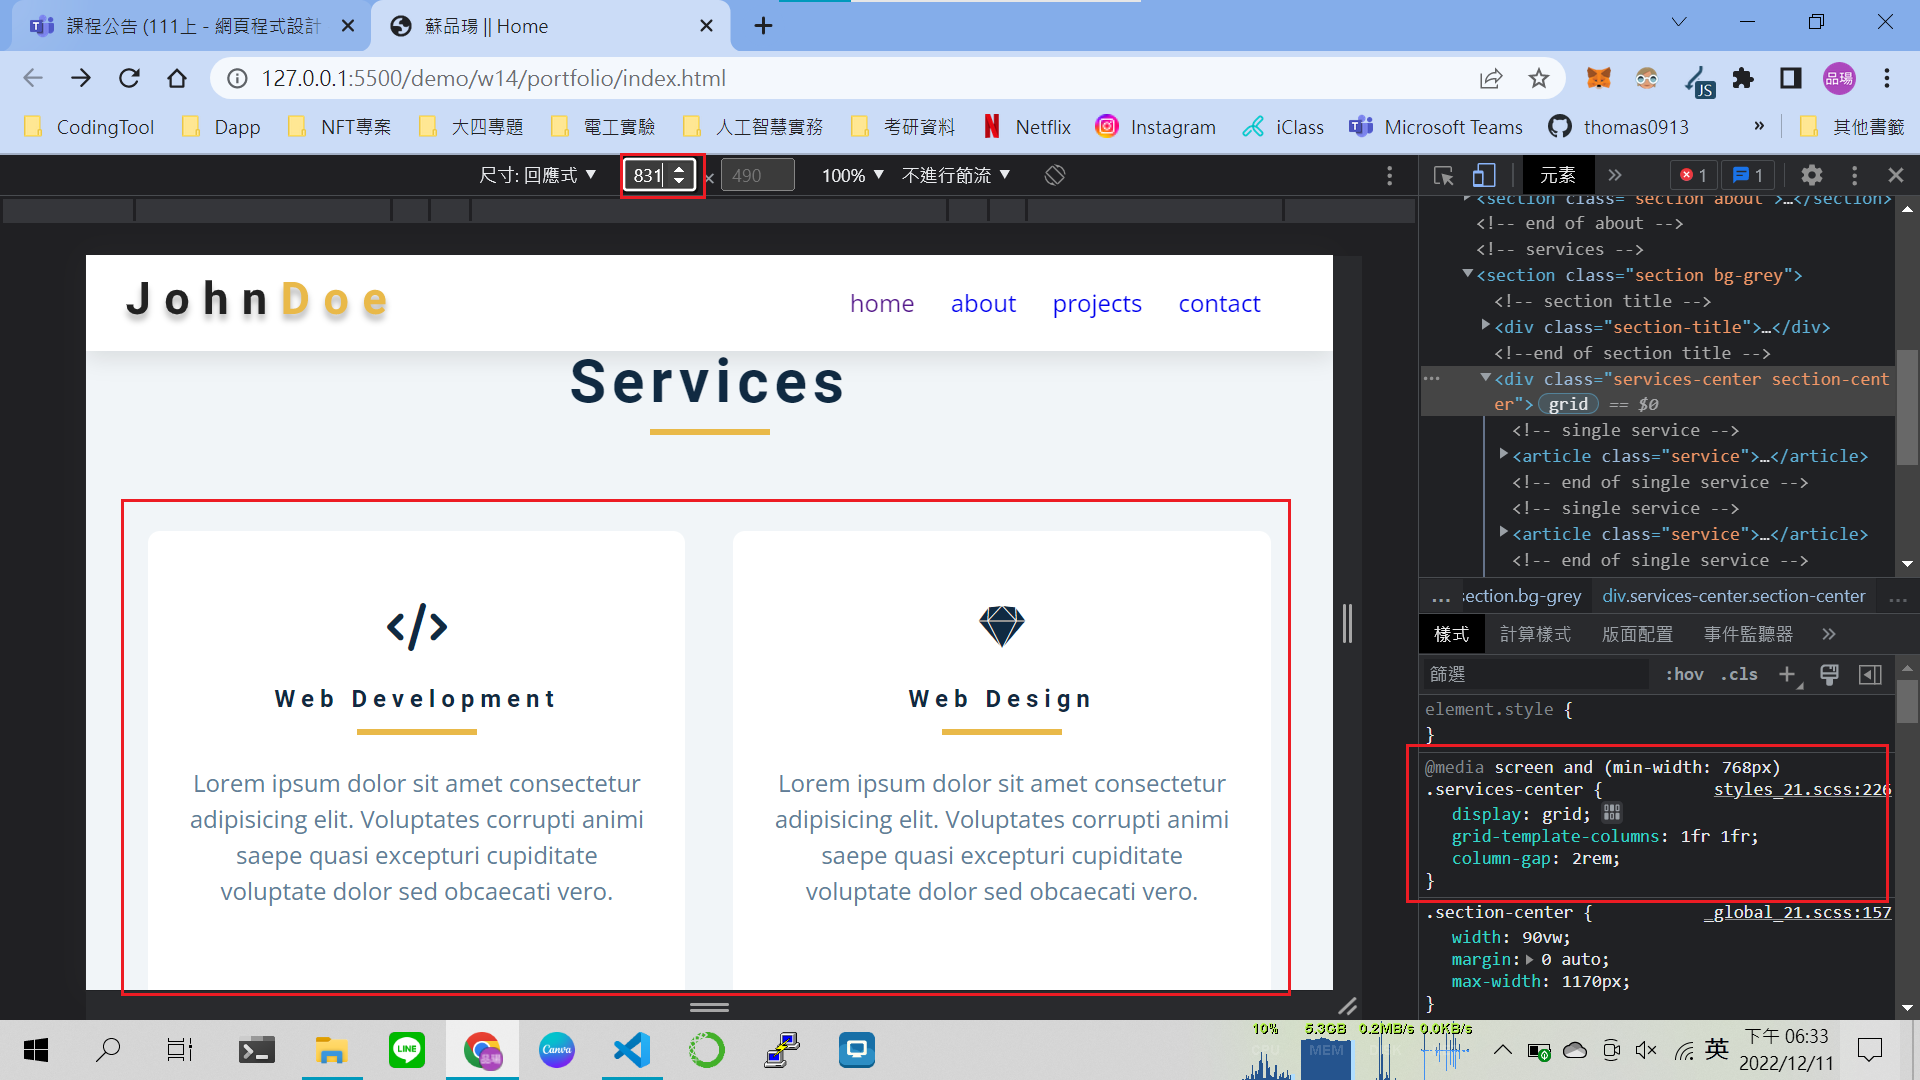 課程公告 (111上 - 網頁程式設計
蘇品瑒 || Home
127.0.0.1:5500/demo/w14/portfolio/index.html
JS
品瑒
CodingTool
Dapp
NFT專案
大四專題
電工實驗
人工智慧實務
考研資料
Netflix
Instagram
iClass
Microsoft Teams
thomas0913
»
其他書籤
尺寸: 回應式 ▼
831
×
490
100% ▼
不進行節流 ▼
元素
»
1
1
<section class="section about">…</section>
<!-- end of about -->
<!-- services -->
<section class="section bg-grey">
<!-- section title -->
<div class="section-title">…</div>
<!--end of section title -->
<div class="services-center section-cent
er"> grid == $0
<!-- single service -->
<article class="service">…</article>
<!-- end of single service -->
<!-- single service -->
<article class="service">…</article>
<!-- end of single service -->
… section.bg-grey div.services-center.section-center …
樣式 計算樣式 版面配置 事件監聽器 »
篩選 :hov .cls +
element.style {
}
@media screen and (min-width: 768px)
.services-center { styles_21.scss:226
display: grid;
grid-template-columns: 1fr 1fr;
column-gap: 2rem;
}
.section-center { _global_21.scss:157
width: 90vw;
margin: 0 auto;
max-width: 1170px;
}
JohnDoe
home about projects contact
Services
</>
Web Development
Lorem ipsum dolor sit amet consectetur
adipisicing elit. Voluptates corrupti animi
saepe quasi excepturi cupiditate
voluptate dolor sed obcaecati vero.
Web Design
Lorem ipsum dolor sit amet consectetur
adipisicing elit. Voluptates corrupti animi
saepe quasi excepturi cupiditate
voluptate dolor sed obcaecati vero.
LINE
品瑒
Canva
10% 5.3GB 0.2MB/s 0.0KB/s
CPU MEM
英
下午 06:33
2022/12/11